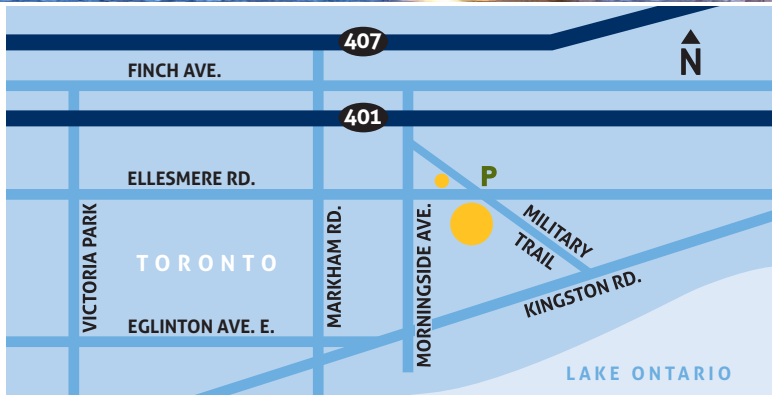 407
N
FINCH AVE.
401
ELLESMERE RD.
P
VICTORIA PARK
MARKHAM RD.
MORNINGSIDE AVE.
MILITARY
TRAIL
TORONTO
KINGSTON RD.
EGLINTON AVE. E.
LAKE ONTARIO